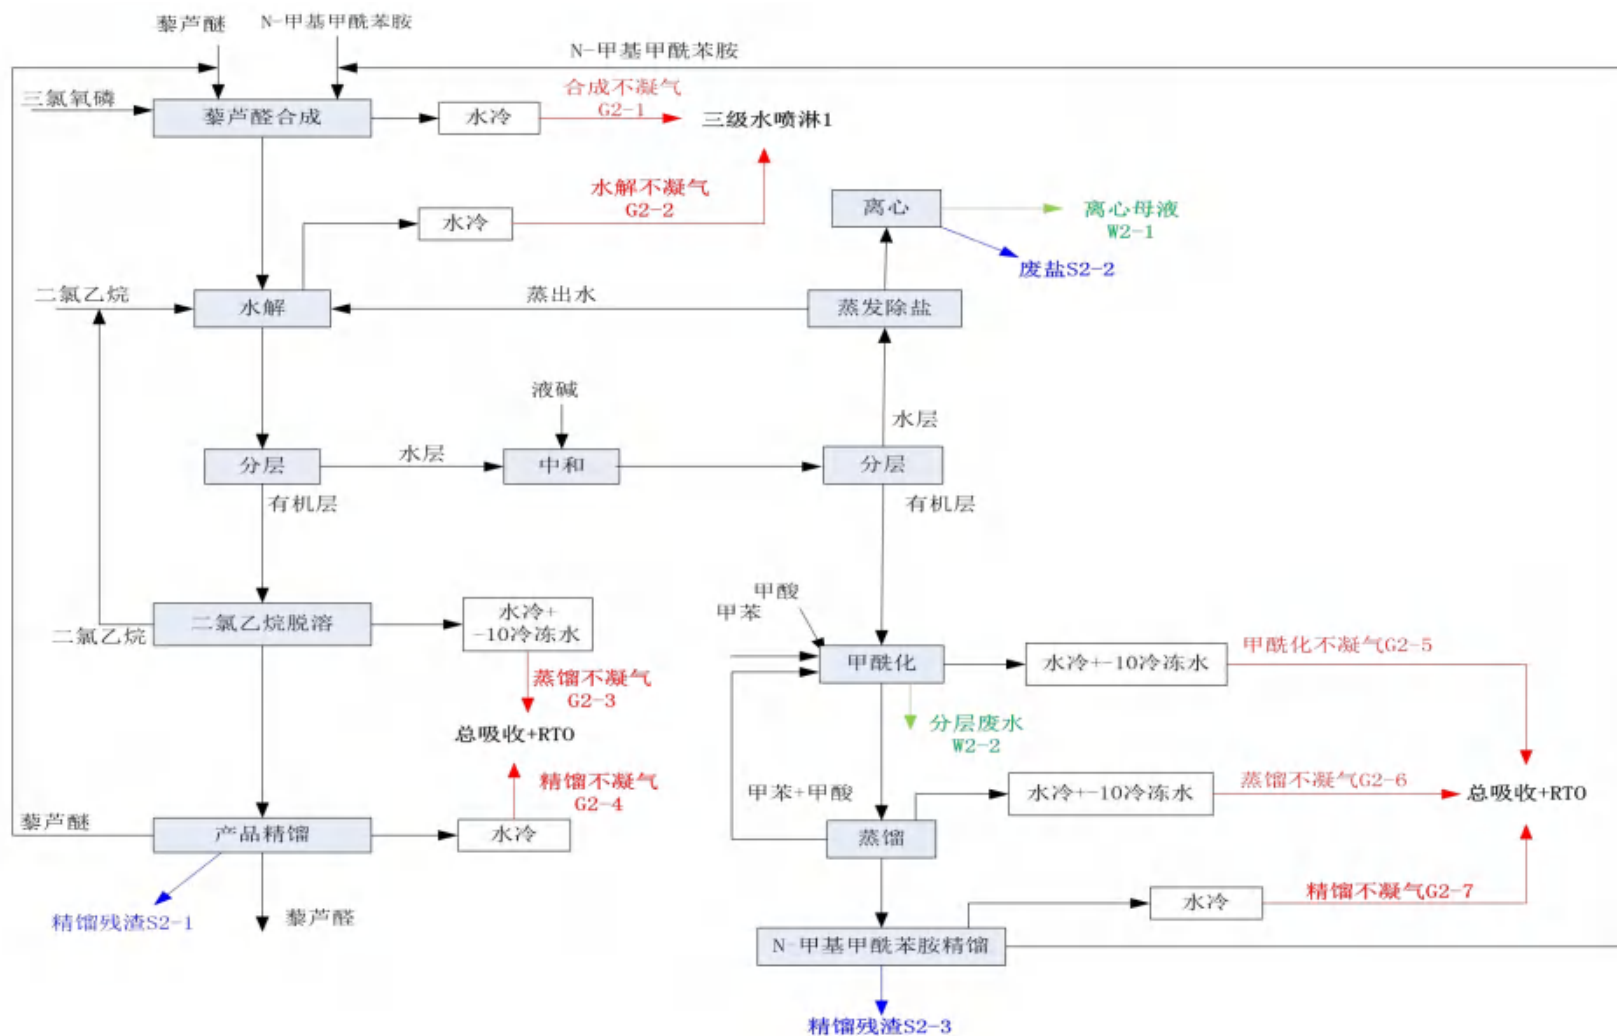 藜芦醚
N-甲基甲酰苯胺
N-甲基甲酰苯胺
三氯氧磷
藜芦醛合成
水冷
合成不凝气
G2-1
三级水喷淋1
水解不凝气
G2-2
水冷
离心
离心母液
W2-1
废盐S2-2
二氯乙烷
水解
蒸出水
蒸发除盐
液碱
水层
分层
水层
中和
分层
有机层
有机层
甲酸
甲苯
二氯乙烷
二氯乙烷脱溶
水冷+
-10冷冻水
甲酰化
水冷+-10冷冻水
甲酰化不凝气G2-5
蒸馏不凝气
G2-3
总吸收+RTO
分层废水
W2-2
精馏不凝气
G2-4
甲苯+甲酸
水冷+-10冷冻水
蒸馏不凝气G2-6
总吸收+RTO
藜芦醚
产品精馏
水冷
蒸馏
精馏残渣S2-1
藜芦醛
水冷
精馏不凝气G2-7
N-甲基甲酰苯胺精馏
精馏残渣S2-3